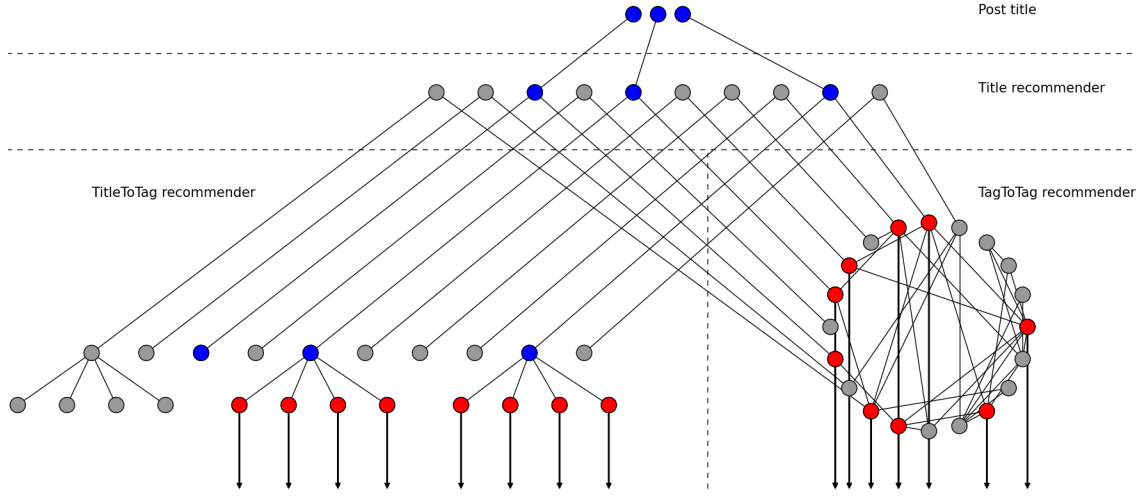 Post title
Title recommender
TitleToTag recommender
TagToTag recommender